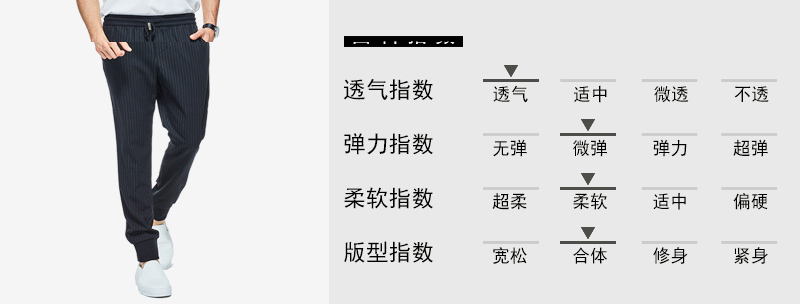 透气指数 透气 适中 微透 不透
弹力指数 无弹 微弹 弹力 超弹
柔软指数 超柔 柔软 适中 偏硬
版型指数 宽松 合体 修身 紧身